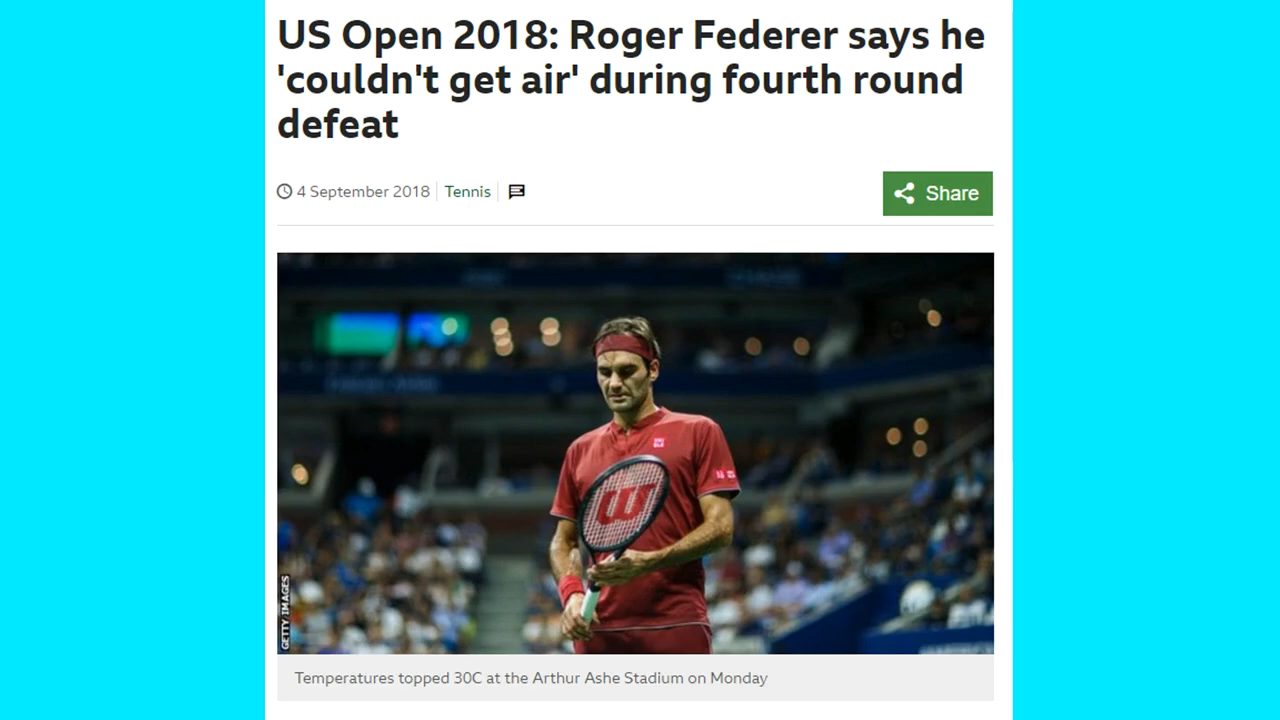 US Open 2018: Roger Federer says he
'couldn't get air' during fourth round
defeat
4 September 2018 Tennis
Share
W
GETTY IMAGES
Temperatures topped 30C at the Arthur Ashe Stadium on Monday